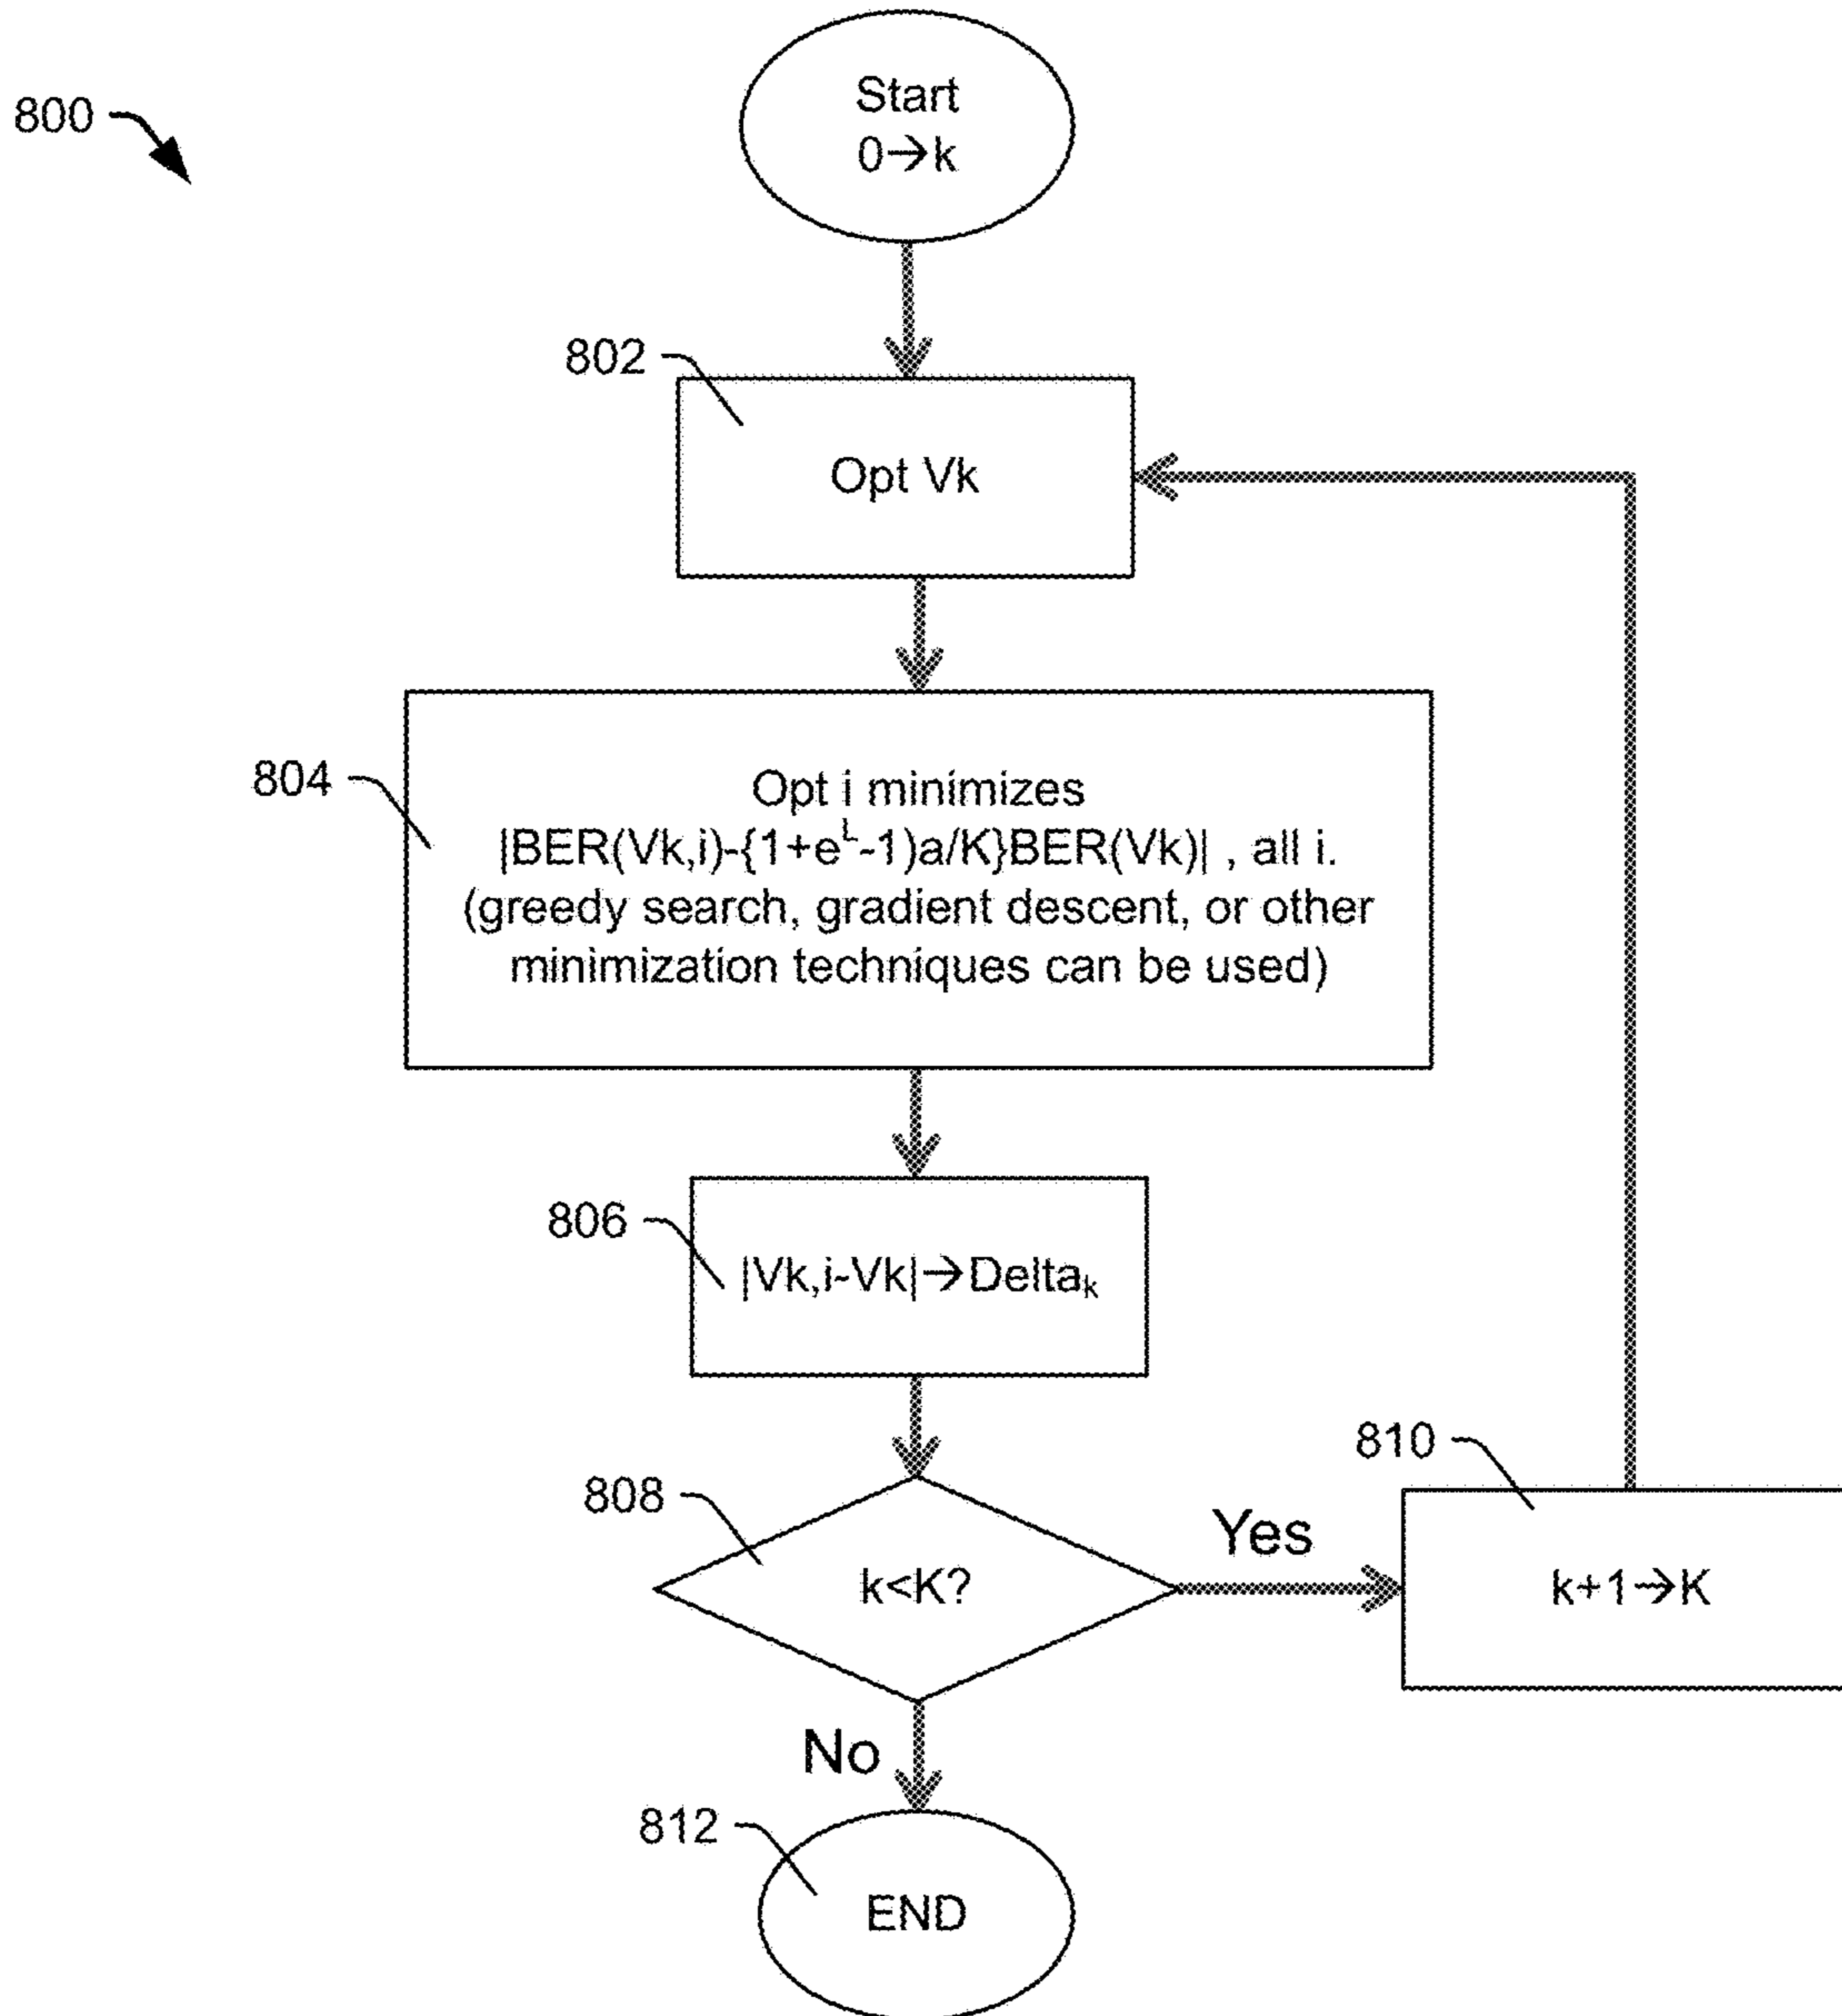 800
Start
0→k
802
Opt Vk
804
Opt i minimizes
|BER(Vk,i)-{1+e^L-1)a/K}BER(Vk)| , all i.
(greedy search, gradient descent, or other
minimization techniques can be used)
806
|Vk,i-Vk|→Delta_k
808
k<K?
Yes
810
k+1→K
No
812
END